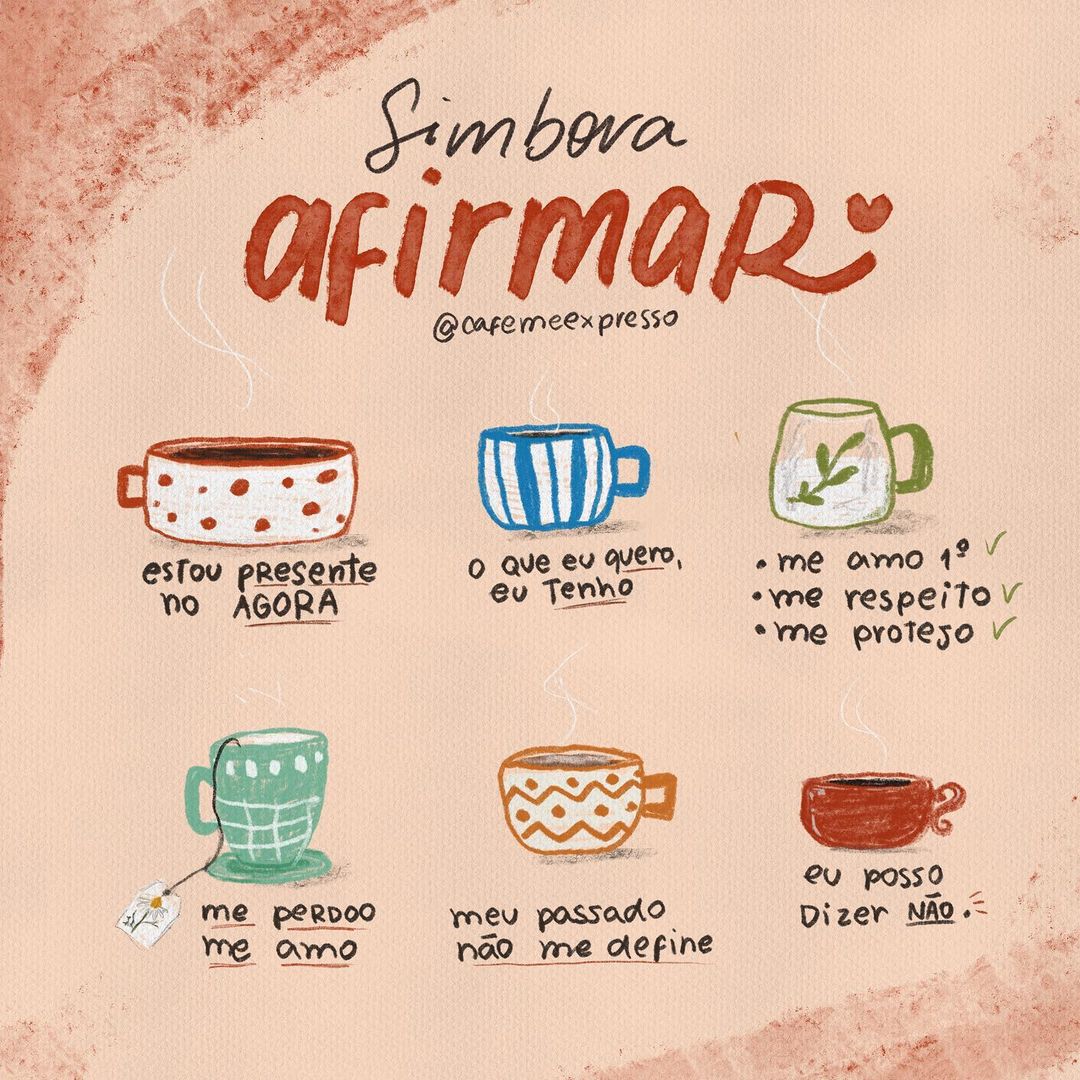 Simbora
afirmaR
@cafemeexpresso
estou presente
no AGORA
o que eu quero,
eu Tenho
• me amo 1º ✓
• me respeito ✓
• me protejo ✓
me perdoo
me amo
meu passado
não me define
eu posso
Dizer NÃO.